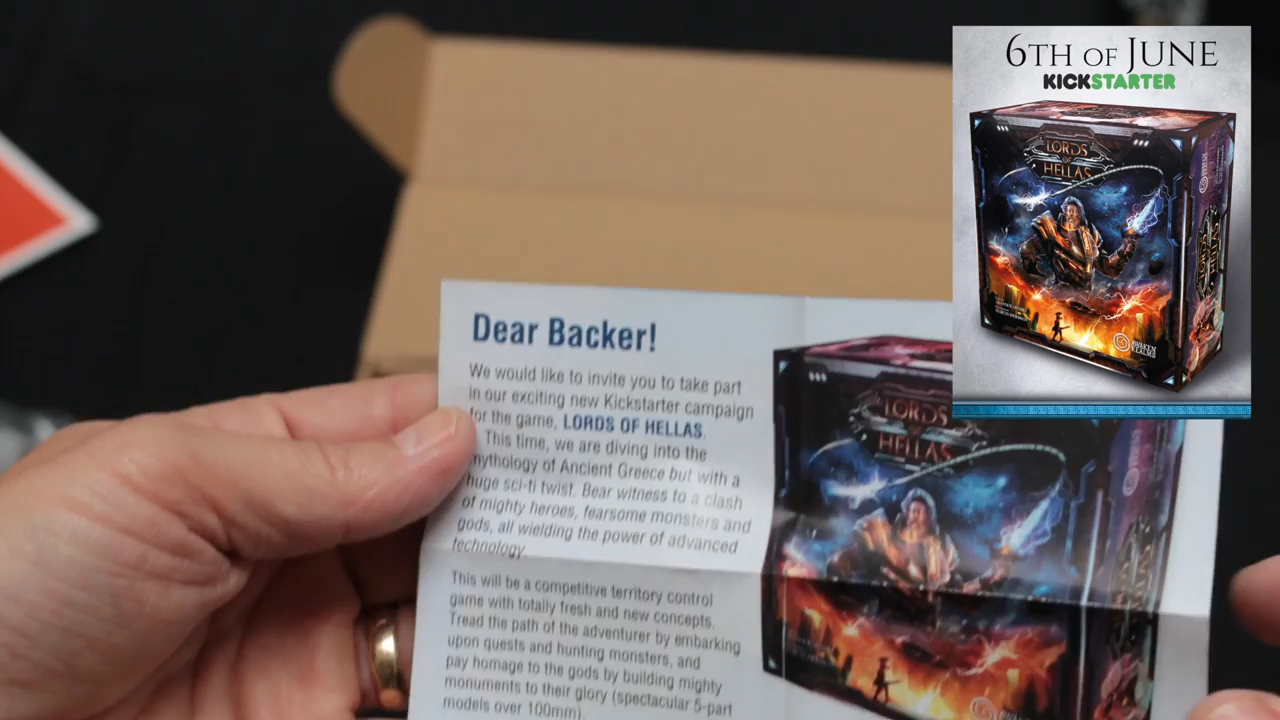 6TH OF JUNE
KICKSTARTER
LORDS
OF
HELLAS
LORDS OF HELLAS
AWAKEN
REALMS
Dear Backer!
We would like to invite you to take part
in our exciting new Kickstarter campaign
for the game, LORDS OF HELLAS.
This time, we are diving into the
mythology of Ancient Greece but with a
huge sci-fi twist. Bear witness to a clash
of mighty heroes, fearsome monsters and
gods, all wielding the power of advanced
technology
This will be a competitive territory control
game with totally fresh and new concepts.
Tread the path of the adventurer by embarking
upon quests and hunting monsters, and
pay homage to the gods by building mighty
monuments to their glory (spectacular 5-part
models over 100mm).
LORDS
OF
HELLAS